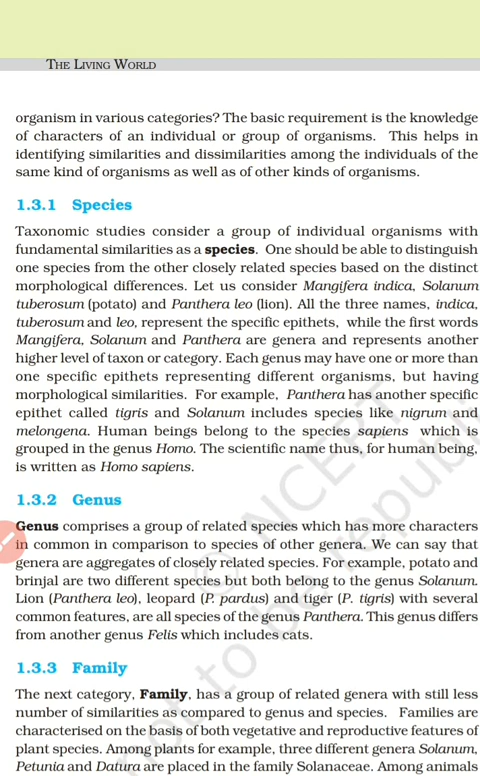 THE LIVING WORLD
organism in various categories? The basic requirement is the knowledge
of characters of an individual or group of organisms. This helps in
identifying similarities and dissimilarities among the individuals of the
same kind of organisms as well as of other kinds of organisms.
1.3.1 Species
Taxonomic studies consider a group of individual organisms with
fundamental similarities as a species. One should be able to distinguish
one species from the other closely related species based on the distinct
morphological differences. Let us consider Mangifera indica, Solanum
tuberosum (potato) and Panthera leo (lion). All the three names, indica,
tuberosum and leo, represent the specific epithets, while the first words
Mangifera, Solanum and Panthera are genera and represents another
higher level of taxon or category. Each genus may have one or more than
one specific epithets representing different organisms, but having
morphological similarities. For example, Panthera has another specific
epithet called tigris and Solanum includes species like nigrum and
melongena. Human beings belong to the species sapiens which is
grouped in the genus Homo. The scientific name thus, for human being,
is written as Homo sapiens.
1.3.2 Genus
Genus comprises a group of related species which has more characters
in common in comparison to species of other genera. We can say that
genera are aggregates of closely related species. For example, potato and
brinjal are two different species but both belong to the genus Solanum.
Lion (Panthera leo), leopard (P. pardus) and tiger (P. tigris) with several
common features, are all species of the genus Panthera. This genus differs
from another genus Felis which includes cats.
1.3.3 Family
The next category, Family, has a group of related genera with still less
number of similarities as compared to genus and species. Families are
characterised on the basis of both vegetative and reproductive features of
plant species. Among plants for example, three different genera Solanum,
Petunia and Datura are placed in the family Solanaceae. Among animals
© NCERT
not to be republi